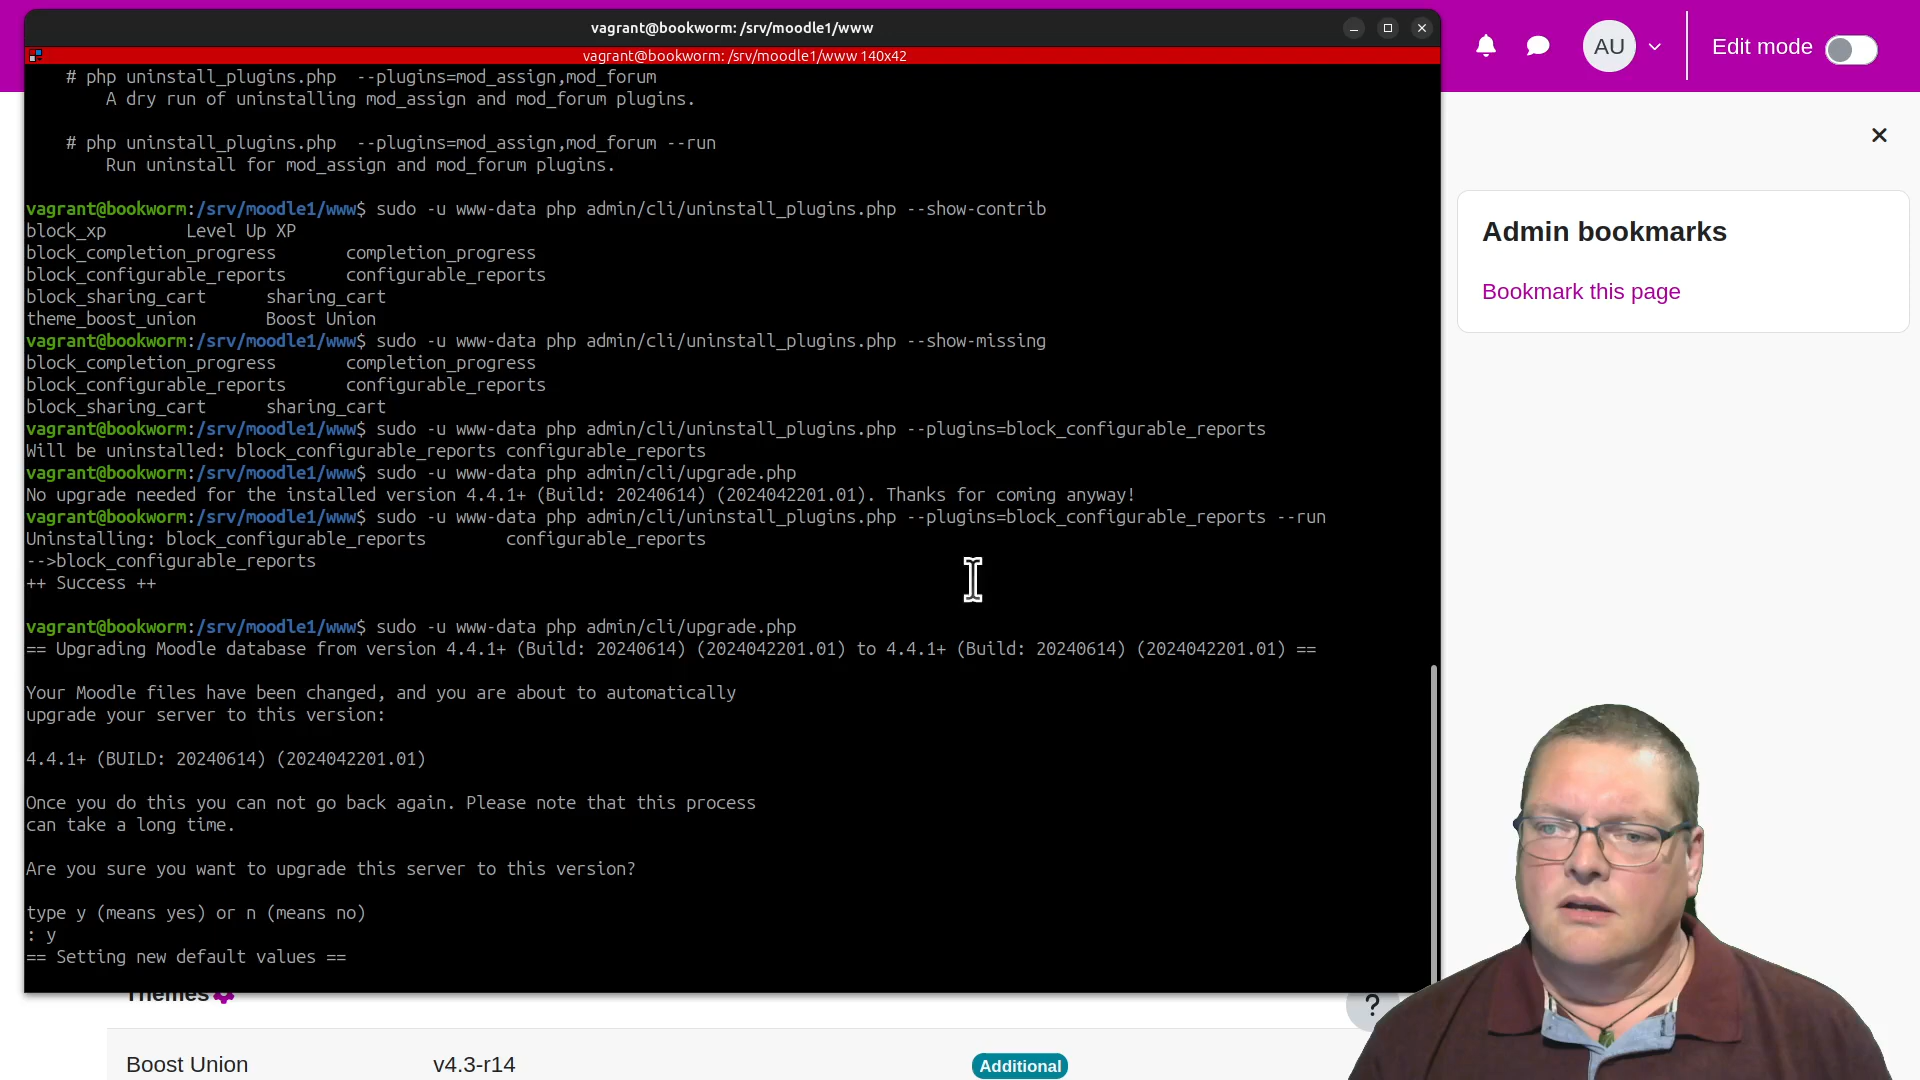 vagrant@bookworm: /srv/moodle1/www
vagrant@bookworm: /srv/moodle1/www 140x42
# php uninstall_plugins.php  --plugins=mod_assign,mod_forum
A dry run of uninstalling mod_assign and mod_forum plugins.
# php uninstall_plugins.php  --plugins=mod_assign,mod_forum --run
Run uninstall for mod_assign and mod_forum plugins.
vagrant@bookworm:/srv/moodle1/www$ sudo -u www-data php admin/cli/uninstall_plugins.php --show-contrib
block_xp        Level Up XP
block_completion_progress       completion_progress
block_configurable_reports      configurable_reports
block_sharing_cart      sharing_cart
theme_boost_union       Boost Union
vagrant@bookworm:/srv/moodle1/www$ sudo -u www-data php admin/cli/uninstall_plugins.php --show-missing
block_completion_progress       completion_progress
block_configurable_reports      configurable_reports
block_sharing_cart      sharing_cart
vagrant@bookworm:/srv/moodle1/www$ sudo -u www-data php admin/cli/uninstall_plugins.php --plugins=block_configurable_reports
Will be uninstalled: block_configurable_reports configurable_reports
vagrant@bookworm:/srv/moodle1/www$ sudo -u www-data php admin/cli/upgrade.php
No upgrade needed for the installed version 4.4.1+ (Build: 20240614) (2024042201.01). Thanks for coming anyway!
vagrant@bookworm:/srv/moodle1/www$ sudo -u www-data php admin/cli/uninstall_plugins.php --plugins=block_configurable_reports --run
Uninstalling: block_configurable_reports        configurable_reports
-->block_configurable_reports
++ Success ++
vagrant@bookworm:/srv/moodle1/www$ sudo -u www-data php admin/cli/upgrade.php
== Upgrading Moodle database from version 4.4.1+ (Build: 20240614) (2024042201.01) to 4.4.1+ (Build: 20240614) (2024042201.01) ==
Your Moodle files have been changed, and you are about to automatically
upgrade your server to this version:
4.4.1+ (BUILD: 20240614) (2024042201.01)
Once you do this you can not go back again. Please note that this process
can take a long time.
Are you sure you want to upgrade this server to this version?
type y (means yes) or n (means no)
: y
== Setting new default values ==
AU
Edit mode
Admin bookmarks
Bookmark this page
Themes
?
Boost Union v4.3-r14 Additional